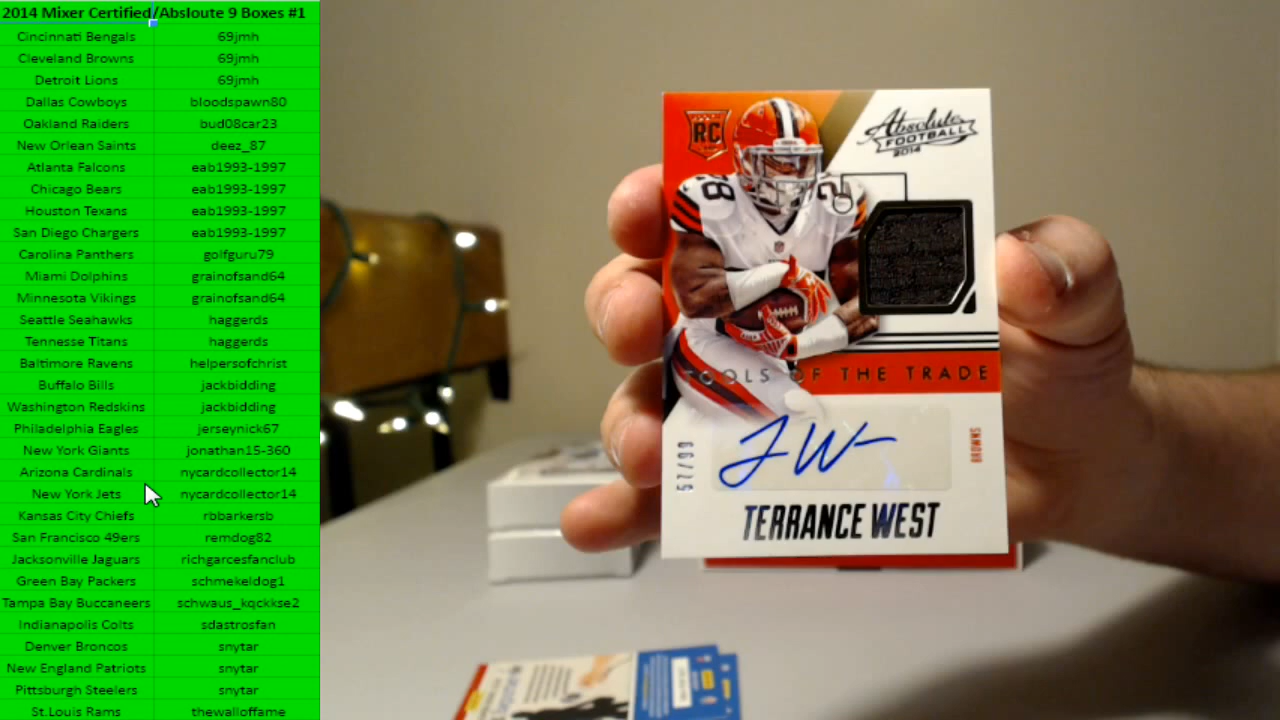 2014 Mixer Certified/Absloute 9 Boxes #1
Cincinnati Bengals 69jmh
Cleveland Browns 69jmh
Detroit Lions 69jmh
Dallas Cowboys bloodspawn80
Oakland Raiders bud08car23
New Orlean Saints deez_87
Atlanta Falcons eab1993-1997
Chicago Bears eab1993-1997
Houston Texans eab1993-1997
San Diego Chargers eab1993-1997
Carolina Panthers golfguru79
Miami Dolphins grainofsand64
Minnesota Vikings grainofsand64
Seattle Seahawks haggerds
Tennesse Titans haggerds
Baltimore Ravens helpersofchrist
Buffalo Bills jackbidding
Washington Redskins jackbidding
Philadelphia Eagles jerseynick67
New York Giants jonathan15-360
Arizona Cardinals nycardcollector14
New York Jets nycardcollector14
Kansas City Chiefs rbbarkersb
San Francisco 49ers remdog82
Jacksonville Jaguars richgarcesfanclub
Green Bay Packers schmekeldog1
Tampa Bay Buccaneers schwaus_kqckkse2
Indianapolis Colts sdastrosfan
Denver Broncos snytar
New England Patriots snytar
Pittsburgh Steelers snytar
St.Louis Rams thewalloffame
RC
Absolute
FOOTBALL
2014
28
2
TOOLS OF THE TRADE
57/99
BROWNS
TERRANCE WEST